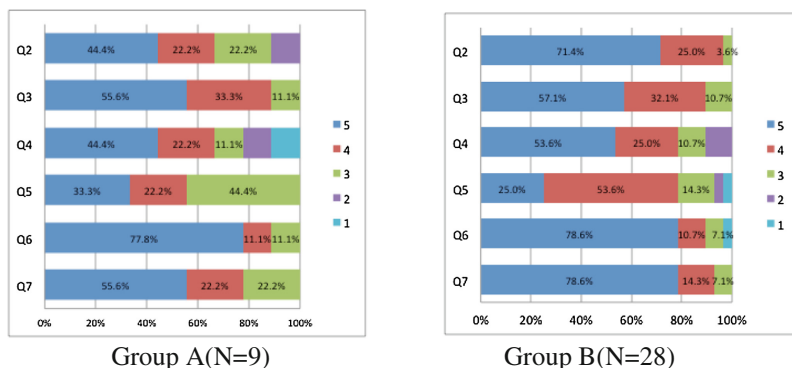 Q2 44.4% 22.2% 22.2%
Q3 55.6% 33.3% 11.1%
Q4 44.4% 22.2% 11.1%
Q5 33.3% 22.2% 44.4%
Q6 77.8% 11.1% 11.1%
Q7 55.6% 22.2% 22.2%
5
4
3
2
1
0% 20% 40% 60% 80% 100%
Group A(N=9)
Q2 71.4% 25.0% 3.6%
Q3 57.1% 32.1% 10.7%
Q4 53.6% 25.0% 10.7%
Q5 25.0% 53.6% 14.3%
Q6 78.6% 10.7% 7.1%
Q7 78.6% 14.3% 7.1%
5
4
3
2
1
0% 20% 40% 60% 80% 100%
Group B(N=28)